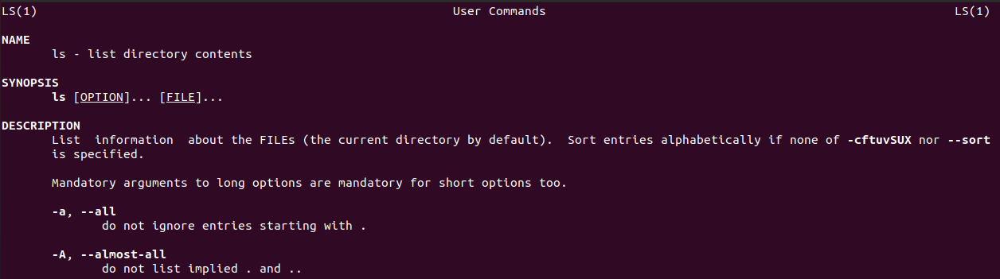 LS(1) User Commands LS(1)
NAME
ls - list directory contents
SYNOPSIS
ls [OPTION]... [FILE]...
DESCRIPTION
List  information  about the FILEs (the current directory by default).  Sort entries alphabetically if none of -cftuvSUX nor --sort
is specified.
Mandatory arguments to long options are mandatory for short options too.
-a, --all
do not ignore entries starting with .
-A, --almost-all
do not list implied . and ..